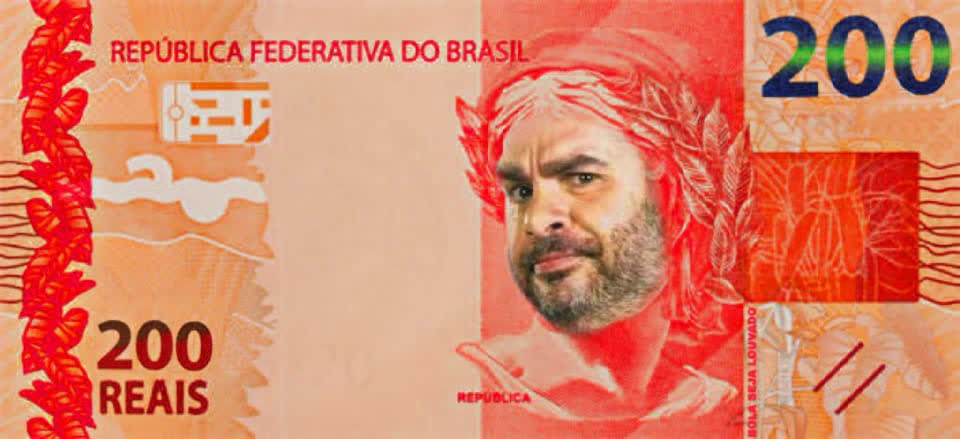 REPÚBLICA FEDERATIVA DO BRASIL
200
200
REAIS
REPÚBLICA
BOLA SEJA LOUVADO